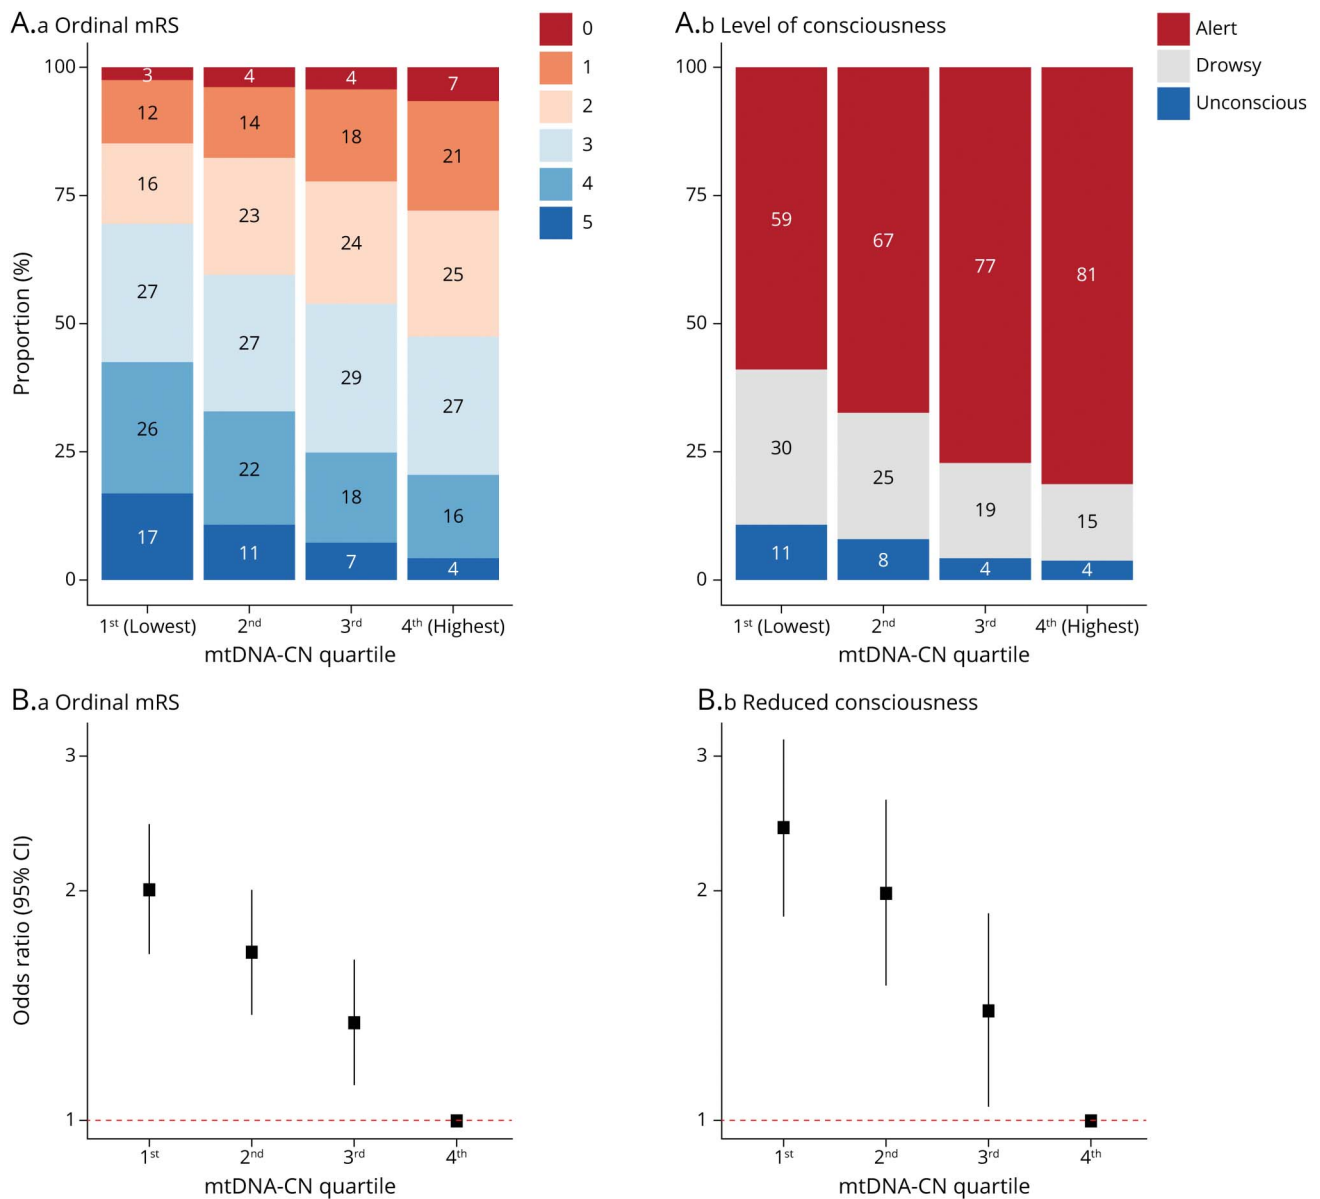 A.a Ordinal mRS
100
75
50
25
0
Proportion (%)
3
12
16
27
26
17
4
14
23
27
22
11
4
18
24
29
18
7
7
21
25
27
16
4
1st (Lowest)
2nd
3rd
4th (Highest)
mtDNA-CN quartile
0
1
2
3
4
5
A.b Level of consciousness
100
75
50
25
0
59
30
11
67
25
8
77
19
4
81
15
4
1st (Lowest)
2nd
3rd
4th (Highest)
mtDNA-CN quartile
Alert
Drowsy
Unconscious
B.a Ordinal mRS
3
2
1
Odds ratio (95% CI)
1st
2nd
3rd
4th
mtDNA-CN quartile
B.b Reduced consciousness
3
2
1
1st
2nd
3rd
4th
mtDNA-CN quartile